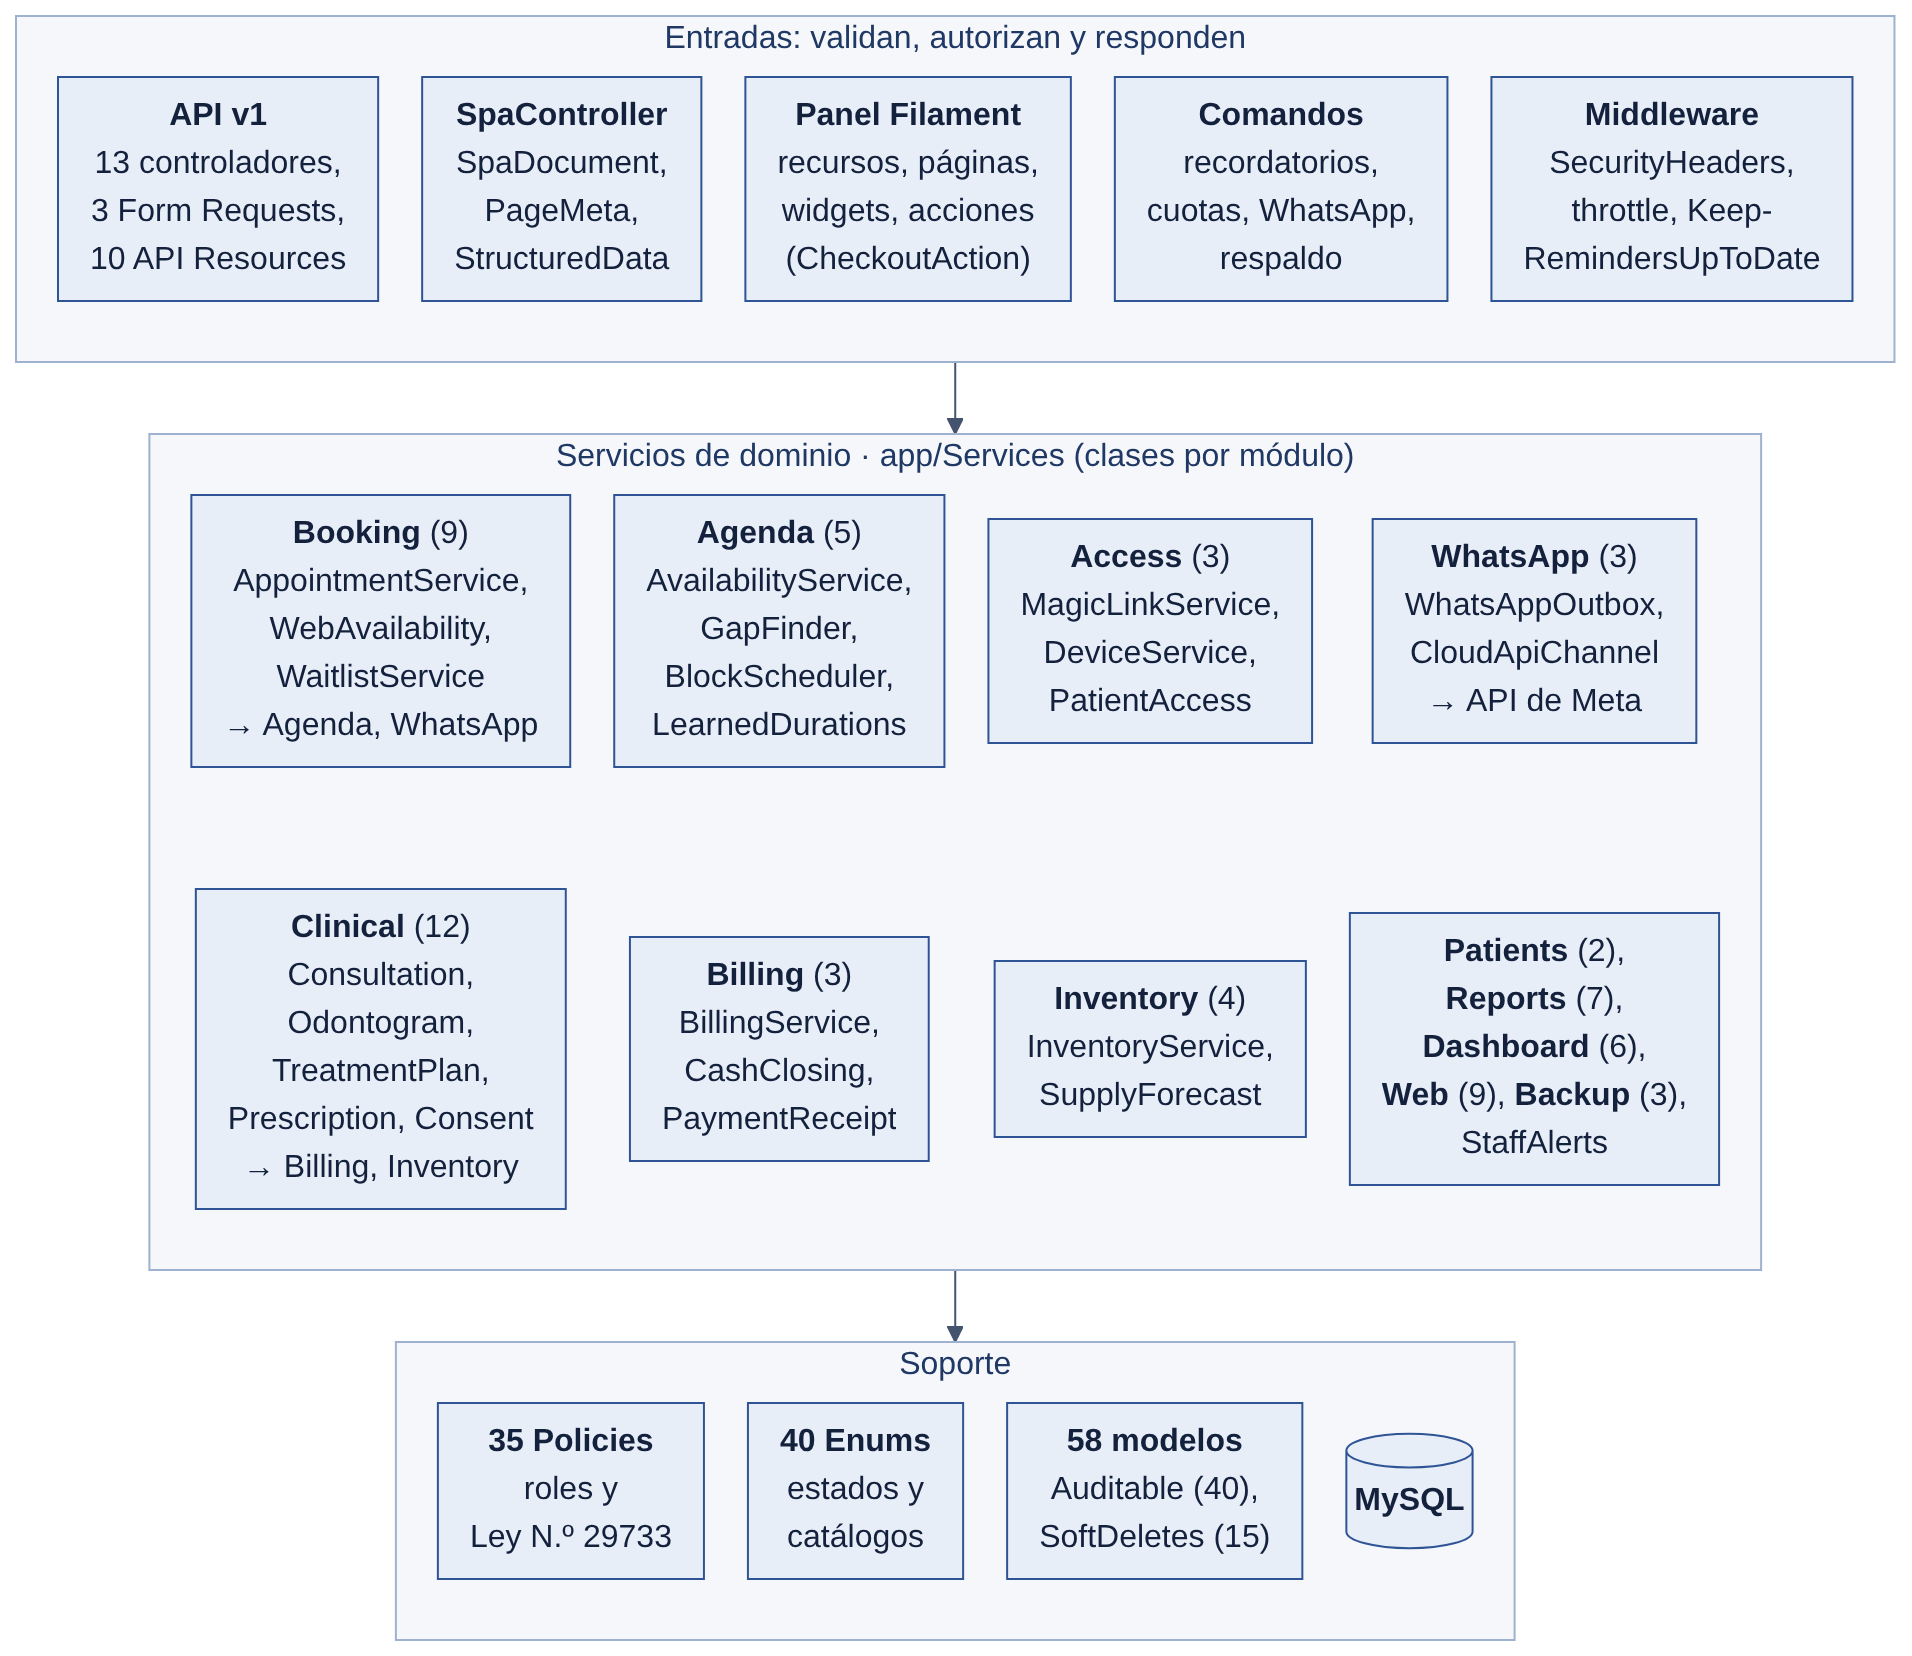 Entradas: validan, autorizan y responden
API v1
13 controladores,
3 Form Requests,
10 API Resources
SpaController
SpaDocument,
PageMeta,
StructuredData
Panel Filament
recursos, páginas,
widgets, acciones
(CheckoutAction)
Comandos
recordatorios,
cuotas, WhatsApp,
respaldo
Middleware
SecurityHeaders,
throttle, Keep-
RemindersUpToDate
Servicios de dominio · app/Services (clases por módulo)
Booking (9)
AppointmentService,
WebAvailability,
WaitlistService
→ Agenda, WhatsApp
Agenda (5)
AvailabilityService,
GapFinder,
BlockScheduler,
LearnedDurations
Access (3)
MagicLinkService,
DeviceService,
PatientAccess
WhatsApp (3)
WhatsAppOutbox,
CloudApiChannel
→ API de Meta
Clinical (12)
Consultation,
Odontogram,
TreatmentPlan,
Prescription, Consent
→ Billing, Inventory
Billing (3)
BillingService,
CashClosing,
PaymentReceipt
Inventory (4)
InventoryService,
SupplyForecast
Patients (2),
Reports (7),
Dashboard (6),
Web (9), Backup (3),
StaffAlerts
Soporte
35 Policies
roles y
Ley N.º 29733
40 Enums
estados y
catálogos
58 modelos
Auditable (40),
SoftDeletes (15)
MySQL